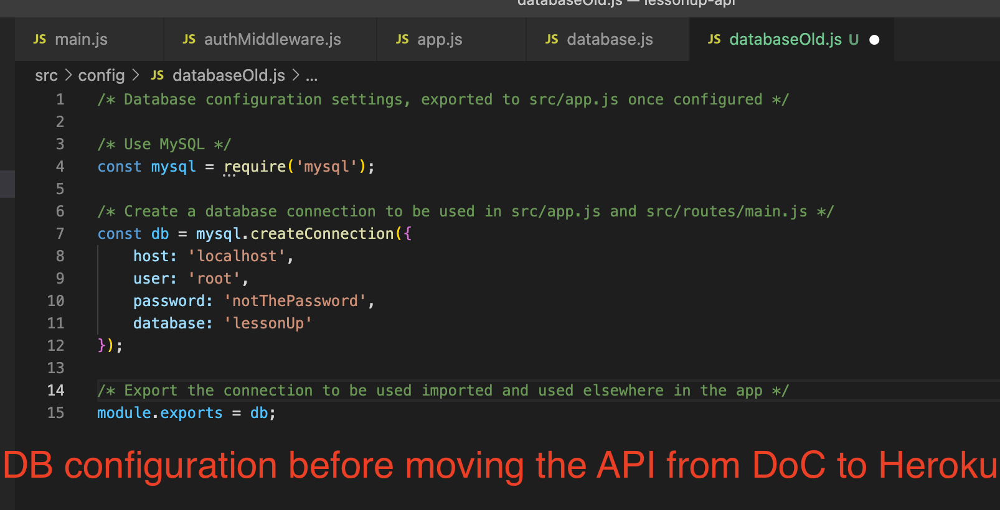 databaseOld.js — lessonup-api
JS main.js JS authMiddleware.js JS app.js JS database.js JS databaseOld.js U
src > config > JS databaseOld.js > ...
1 /* Database configuration settings, exported to src/app.js once configured */
2
3 /* Use MySQL */
4 const mysql = require('mysql');
5
6 /* Create a database connection to be used in src/app.js and src/routes/main.js */
7 const db = mysql.createConnection({
8 host: 'localhost',
9 user: 'root',
10 password: 'notThePassword',
11 database: 'lessonUp'
12 });
13
14 /* Export the connection to be used imported and used elsewhere in the app */
15 module.exports = db;
DB configuration before moving the API from DoC to Heroku